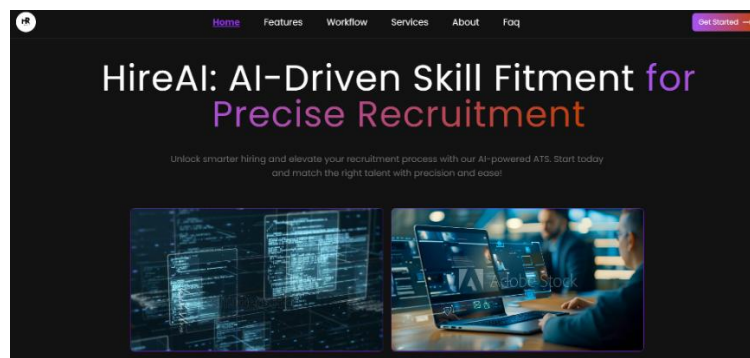 HR
Home Features Workflow Services About Faq
Get Started →
HireAI: AI-Driven Skill Fitment for
Precise Recruitment
Unlock smarter hiring and elevate your recruitment process with our AI-powered ATS. Start today
and match the right talent with precision and ease!
Adobe Stock